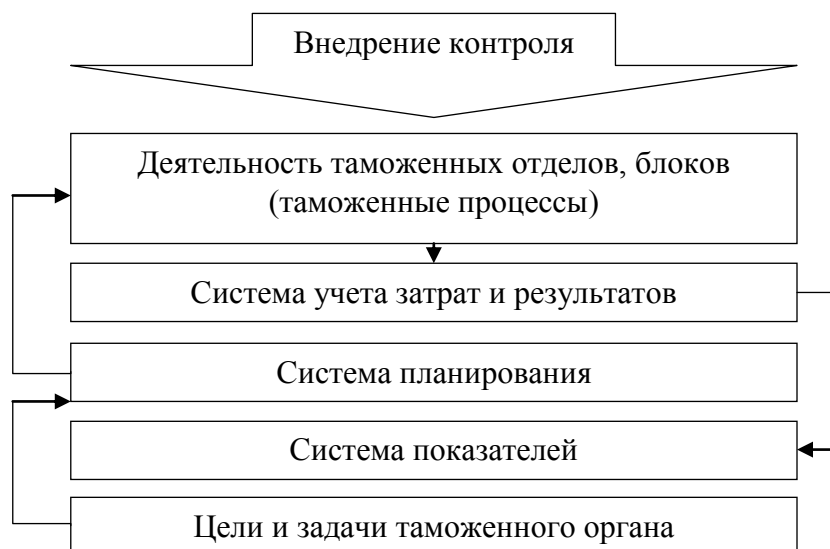 Внедрение контроля
Деятельность таможенных отделов, блоков
(таможенные процессы)
Система учета затрат и результатов
Система планирования
Система показателей
Цели и задачи таможенного органа